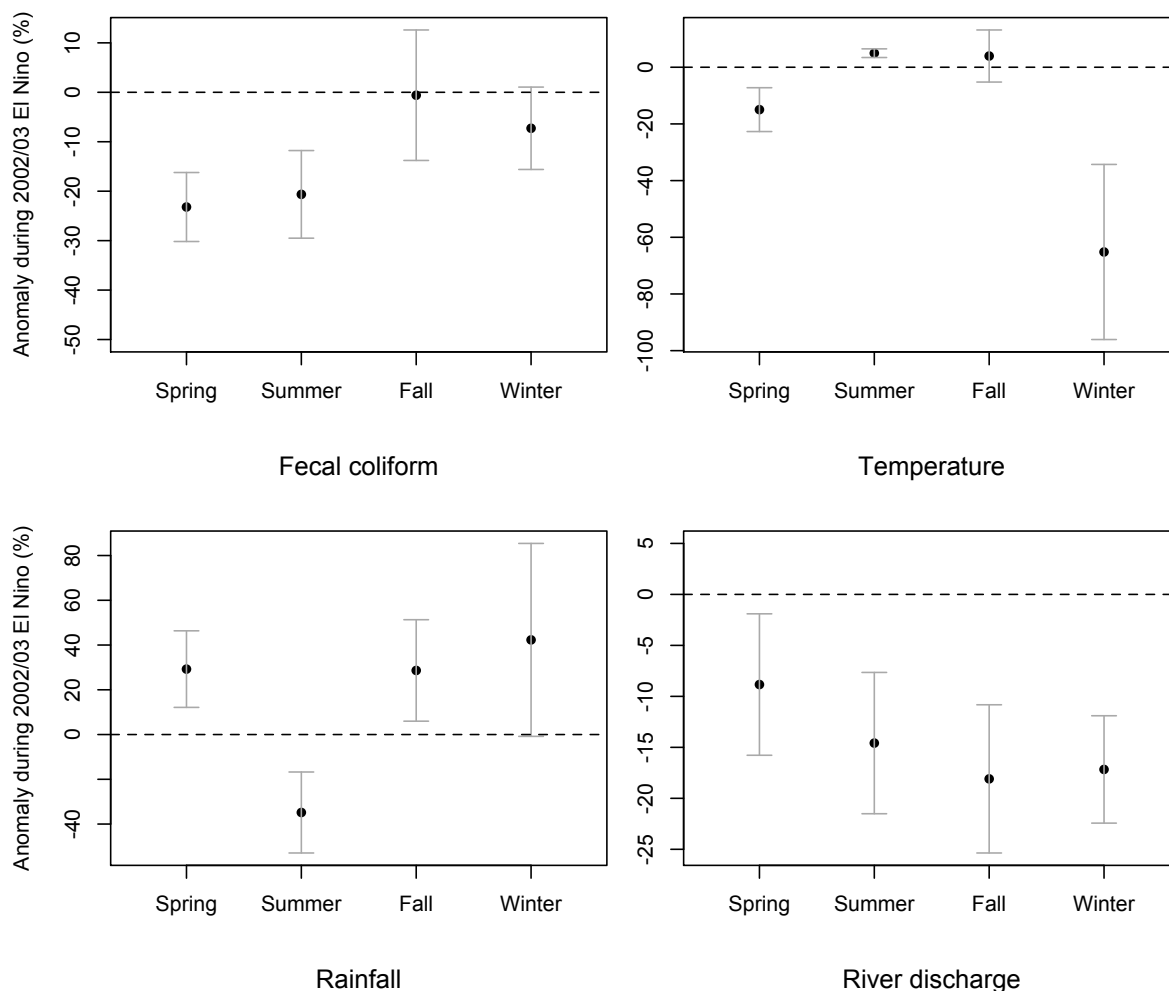 Anomaly during 2002/03 El Nino (%)
10
0
-10
-20
-30
-40
-50
Spring Summer Fall Winter
Fecal coliform
0
-20
-40
-60
-80
-100
Spring Summer Fall Winter
Temperature
Anomaly during 2002/03 El Nino (%)
80
60
40
20
0
-40
Spring Summer Fall Winter
Rainfall
5
0
-5
-10
-15
-20
-25
Spring Summer Fall Winter
River discharge